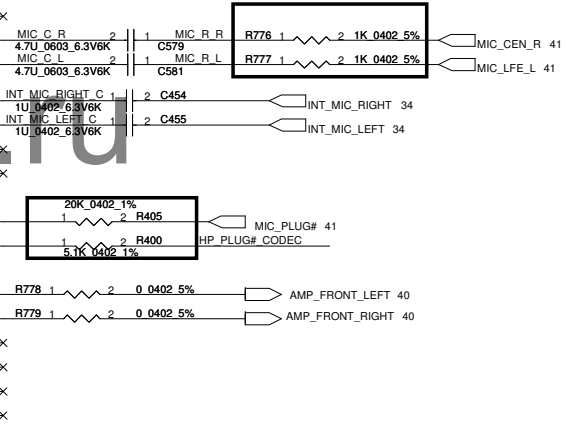 MIC_C_R 2 1 MIC_R_R R776 1 2 1K_0402_5%
4.7U_0603_6.3V6K C579 MIC_CEN_R 41
MIC_C_L 2 1 MIC_R_L R777 1 2 1K_0402_5%
4.7U_0603_6.3V6K C581 MIC_LFE_L 41
INT_MIC_RIGHT_C 1 2 C454
1U_0402_6.3V6K INT_MIC_RIGHT 34
INT_MIC_LEFT_C 1 2 C455
1U_0402_6.3V6K INT_MIC_LEFT 34
.ru
20K_0402_1%
1 2 R405 MIC_PLUG# 41
1 2 R400 HP_PLUG#_CODEC
5.1K_0402_1%
R778 1 2 0_0402_5% AMP_FRONT_LEFT 40
R779 1 2 0_0402_5% AMP_FRONT_RIGHT 40